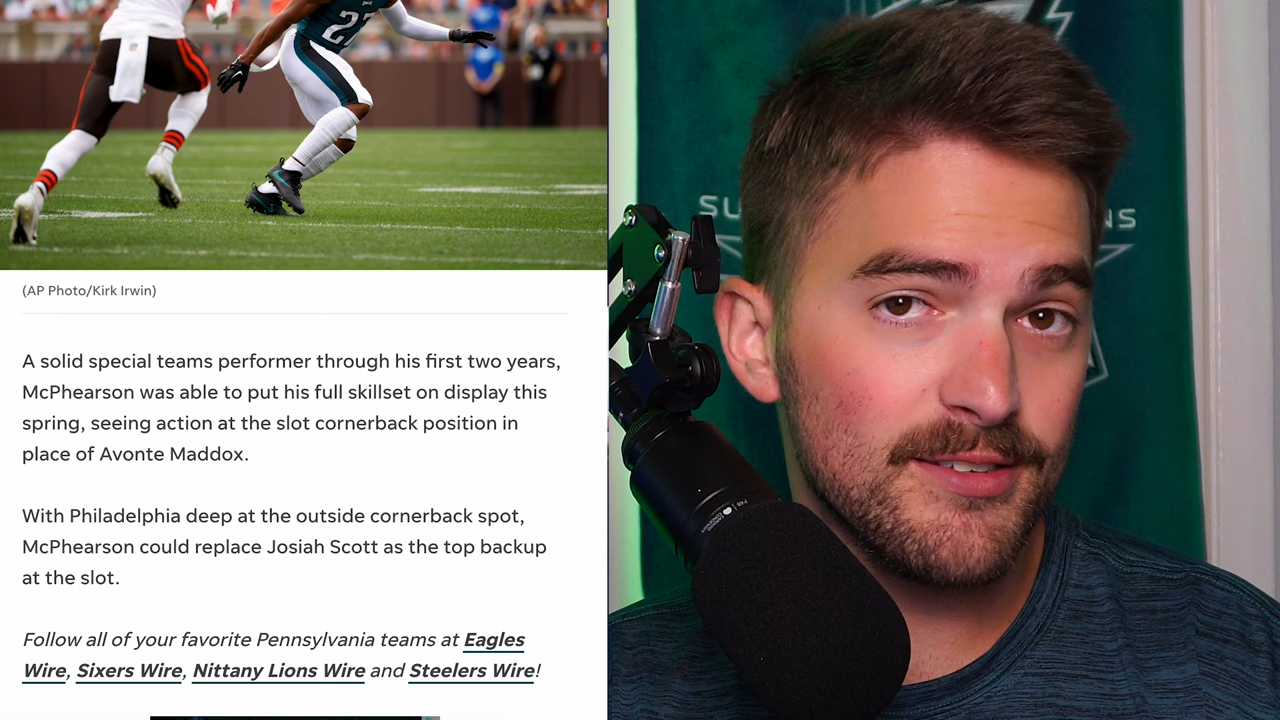 27
(AP Photo/Kirk Irwin)
A solid special teams performer through his first two years,
McPhearson was able to put his full skillset on display this
spring, seeing action at the slot cornerback position in
place of Avonte Maddox.
With Philadelphia deep at the outside cornerback spot,
McPhearson could replace Josiah Scott as the top backup
at the slot.
Follow all of your favorite Pennsylvania teams at Eagles
Wire, Sixers Wire, Nittany Lions Wire and Steelers Wire!